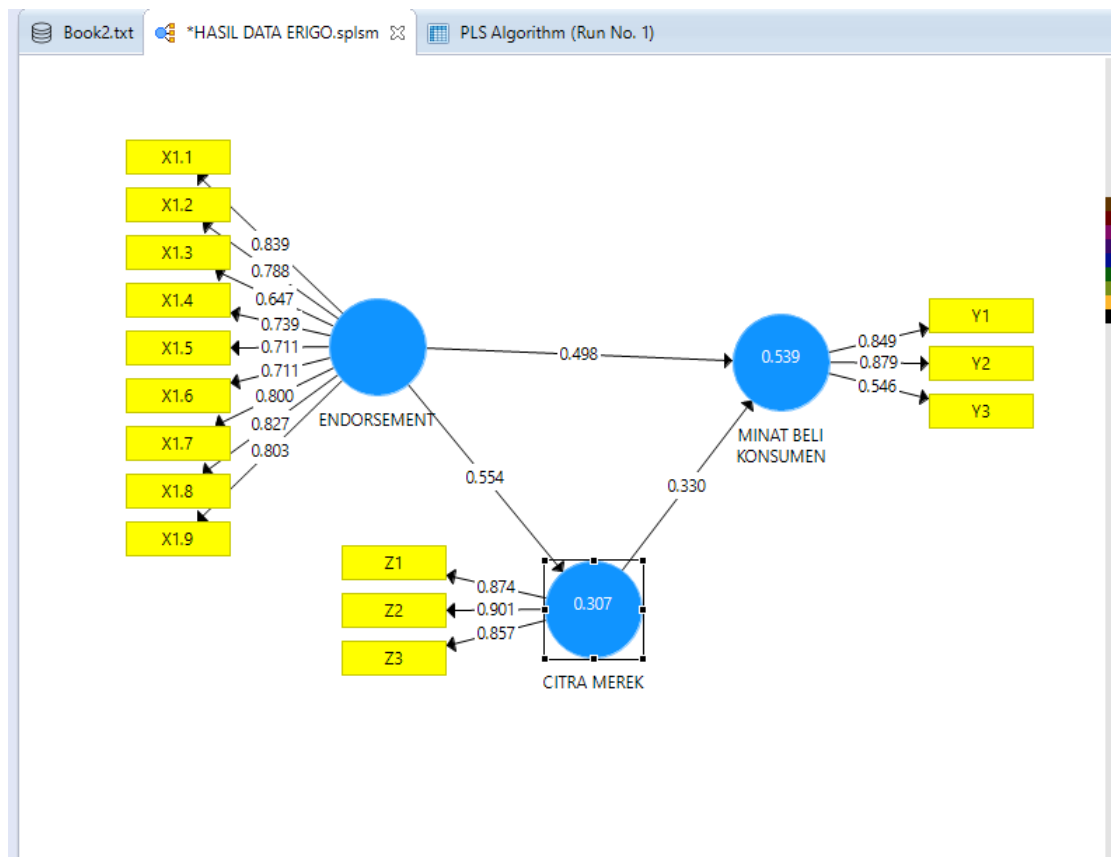 Book2.txt
*HASIL DATA ERIGO.splsm
PLS Algorithm (Run No. 1)
X1.1
X1.2
X1.3
X1.4
X1.5
X1.6
X1.7
X1.8
X1.9
0.839
0.788
0.647
0.739
0.711
0.711
0.800
0.827
0.803
ENDORSEMENT
0.498
0.539
MINAT BELI
KONSUMEN
0.849
0.879
0.546
Y1
Y2
Y3
0.554
0.330
Z1
Z2
Z3
0.874
0.901
0.857
0.307
CITRA MEREK